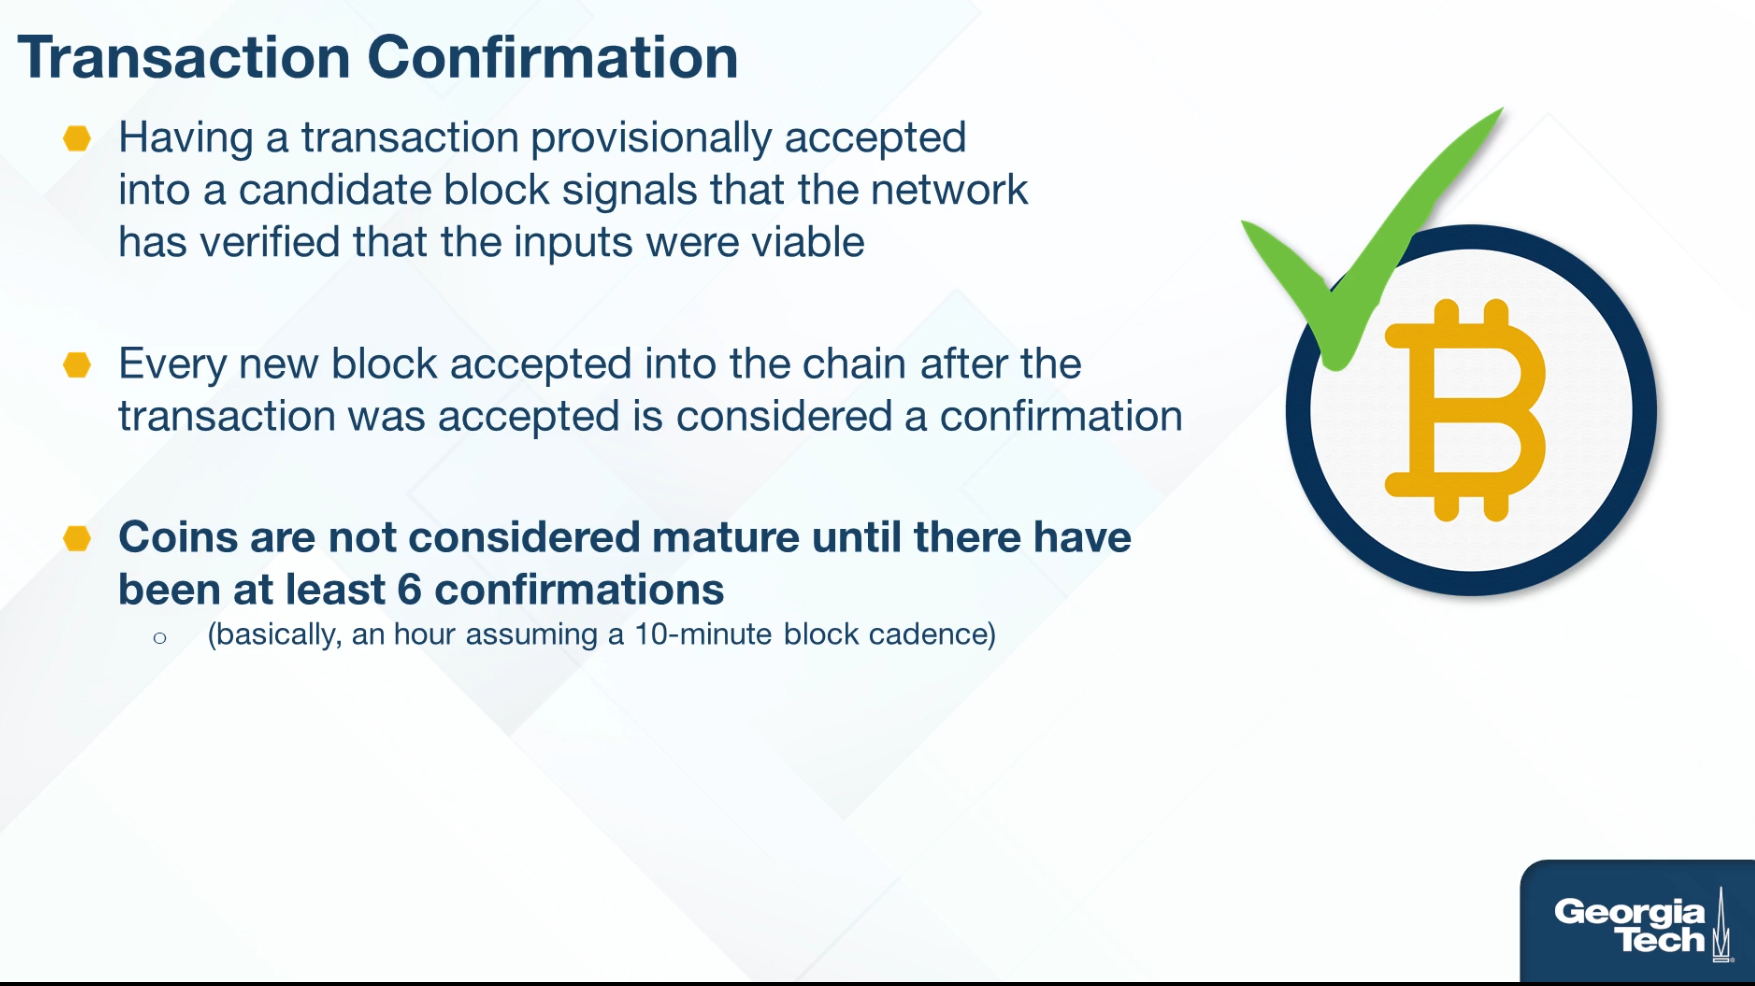 Transaction Confirmation
Having a transaction provisionally accepted
into a candidate block signals that the network
has verified that the inputs were viable
Every new block accepted into the chain after the
transaction was accepted is considered a confirmation
Coins are not considered mature until there have
been at least 6 confirmations
(basically, an hour assuming a 10-minute block cadence)
Georgia
Tech